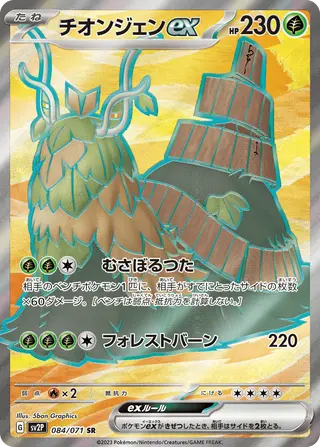 たね チオンジェンex HP230
むさぼるつた
相手のベンチポケモン1匹に、相手がすでにとったサイドの枚数
×60ダメージ。[ベンチは弱点・抵抗力を計算しない。]
フォレストバーン 220
弱点 ×2 抵抗力 にげる
Illus. 5ban Graphics
exルール
ポケモンexがきぜつしたとき、相手はサイドを2枚とる。
G SV2P 084/071 SR
©2023 Pokémon/Nintendo/Creatures/GAME FREAK.